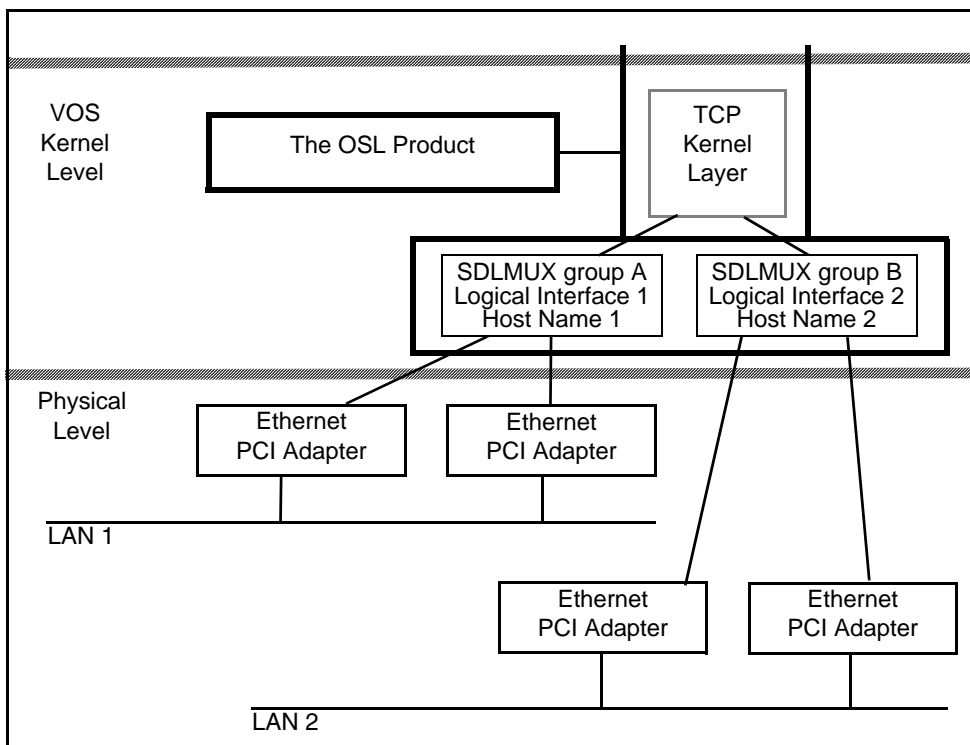 VOS
Kernel
Level
The OSL Product
TCP
Kernel
Layer
SDLMUX group A
Logical Interface 1
Host Name 1
SDLMUX group B
Logical Interface 2
Host Name 2
Physical
Level
Ethernet
PCI Adapter
Ethernet
PCI Adapter
LAN 1
Ethernet
PCI Adapter
Ethernet
PCI Adapter
LAN 2